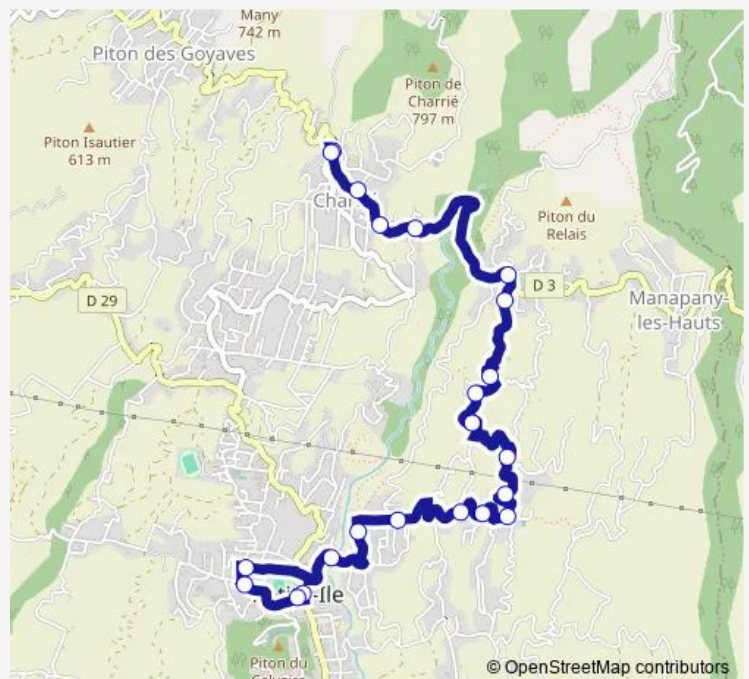 Many
742 m
Piton des Goyaves
Piton de
Charrié
797 m
Piton Isautier
613 m
Piton du
Relais
D 3
D 29
Manapany-
les-Hauts
-Ile
Piton du
© OpenStreetMap contributors